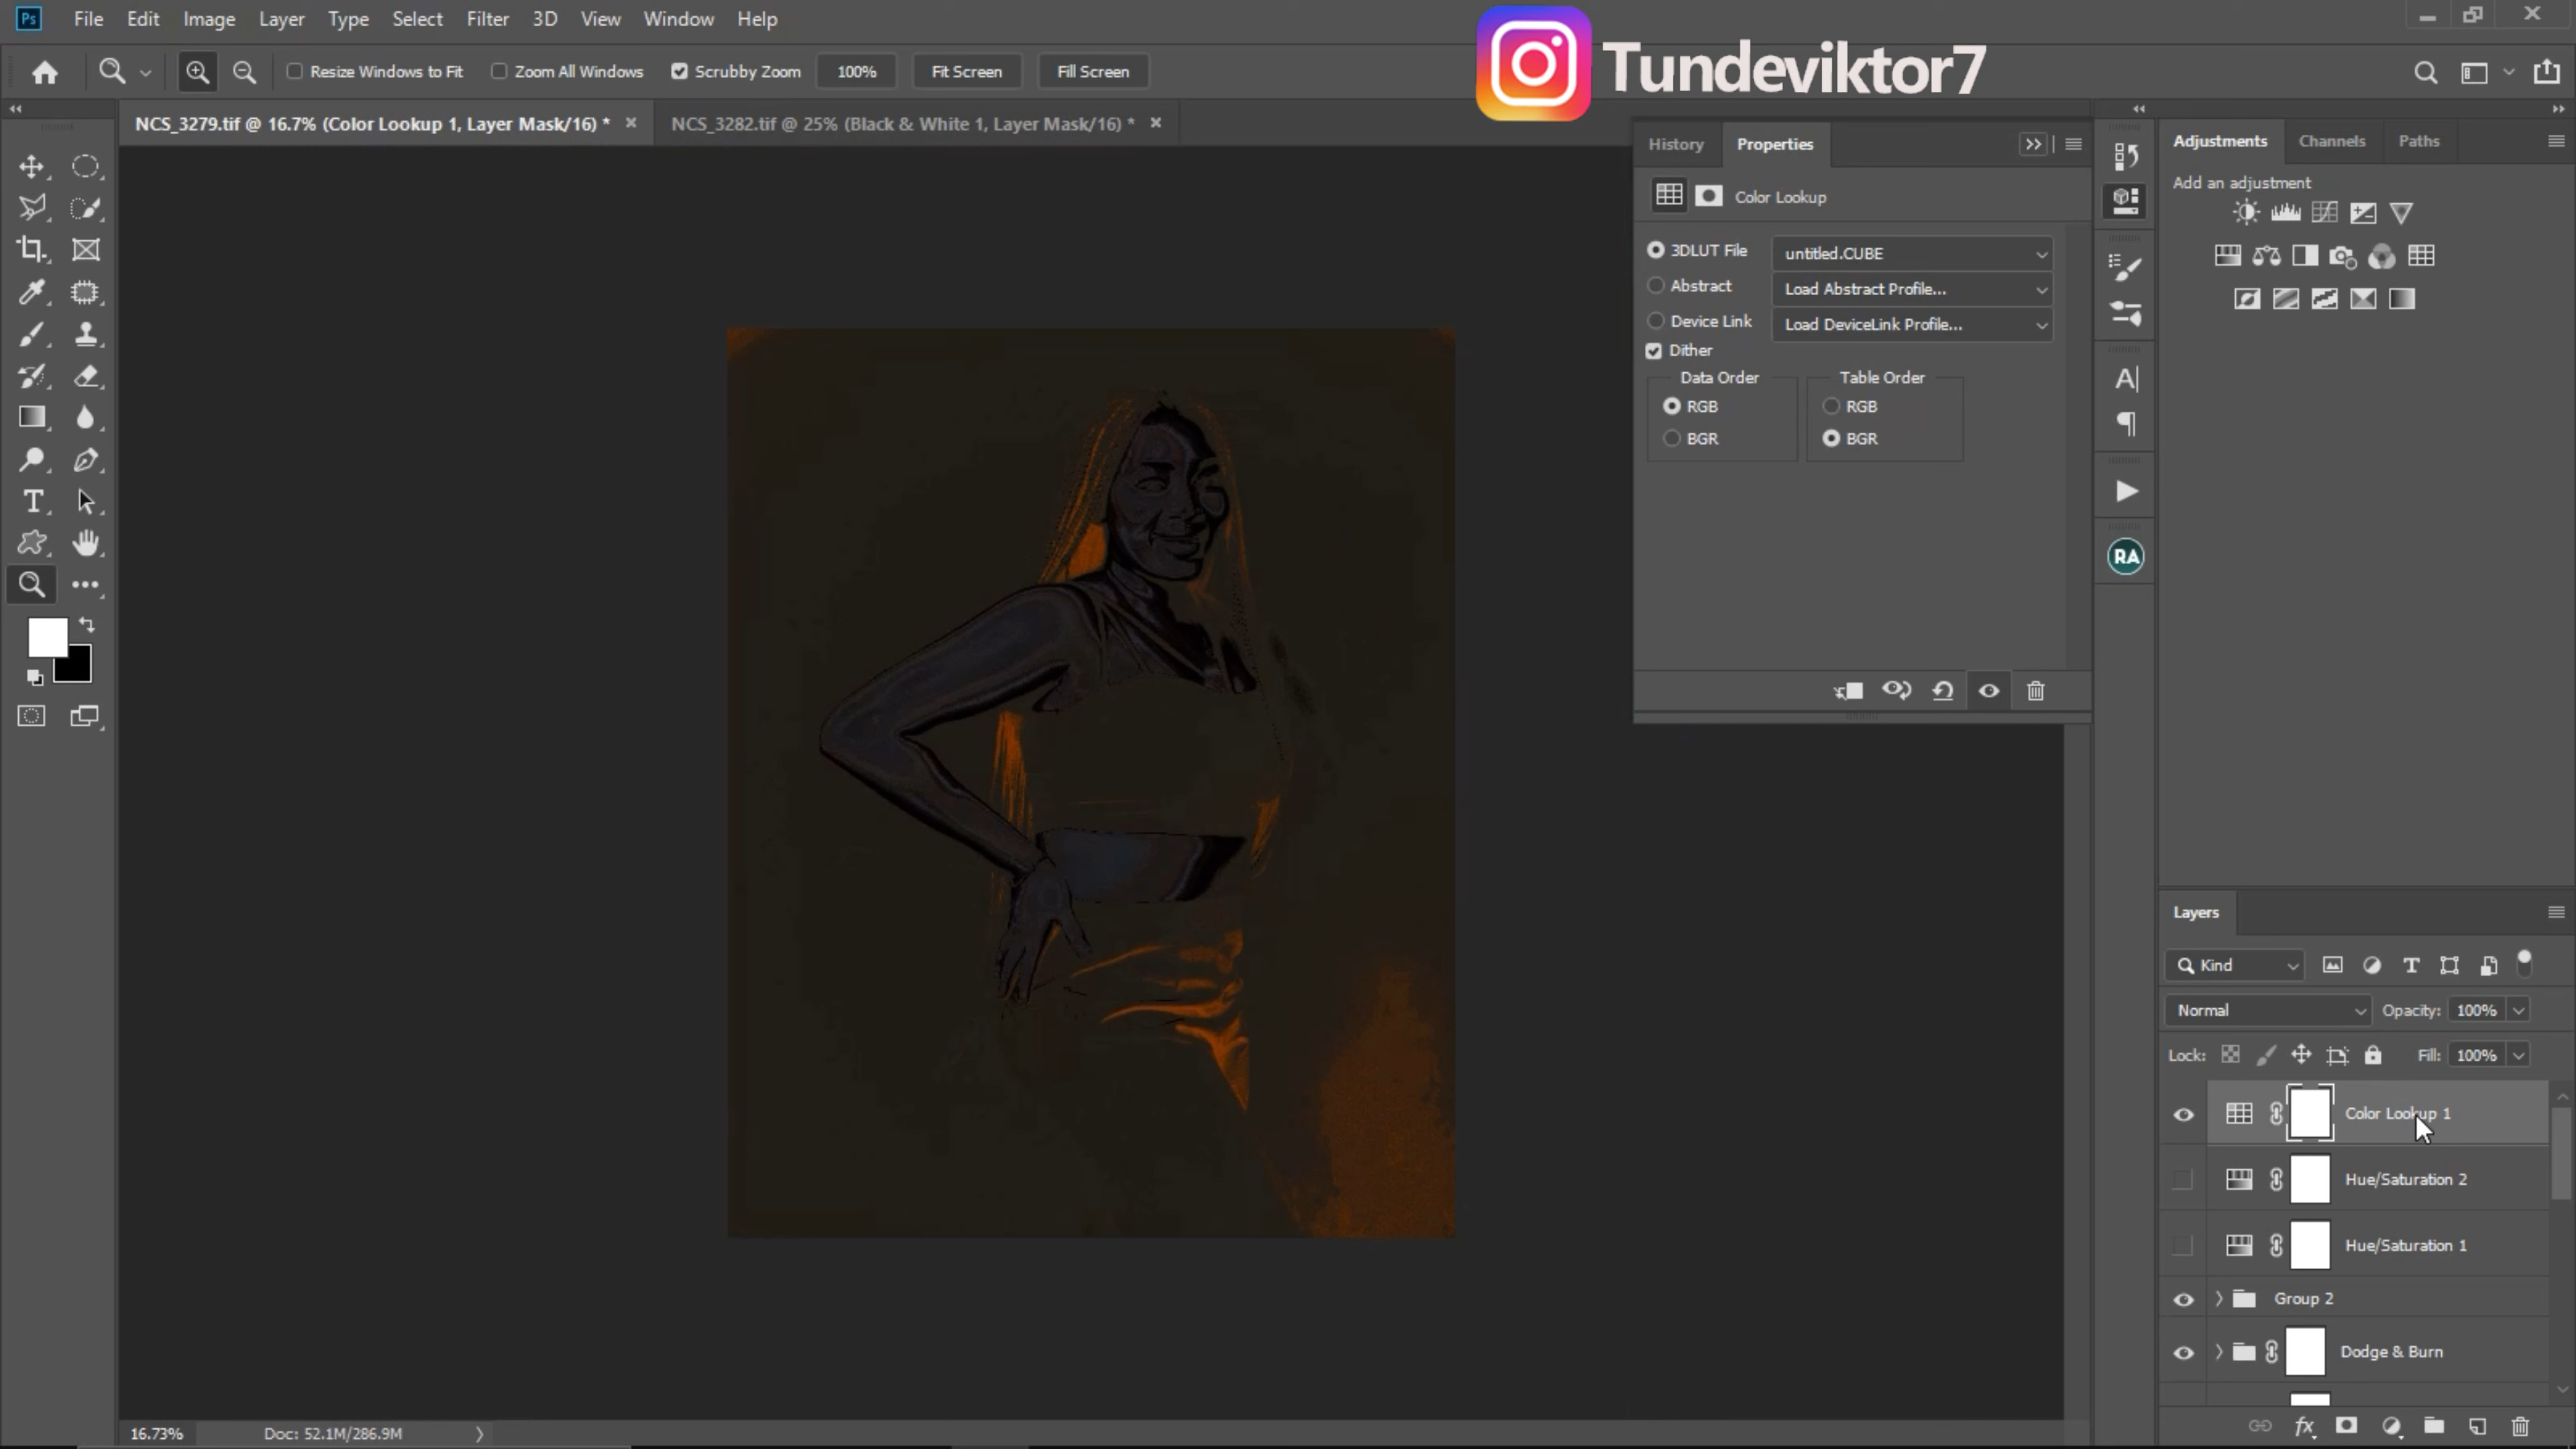 Ps File Edit Image Layer Type Select Filter 3D View Window Help
Tundeviktor7
Resize Windows to Fit Zoom All Windows Scrubby Zoom 100% Fit Screen Fill Screen
NCS_3279.tif @ 16.7% (Color Lookup 1, Layer Mask/16) * × NCS_3282.tif @ 25% (Black & White 1, Layer Mask/16) * ×
History Properties
Color Lookup
3DLUT File untitled.CUBE
Abstract Load Abstract Profile...
Device Link Load DeviceLink Profile...
Dither
Data Order Table Order
RGB RGB
BGR BGR
RA
Adjustments Channels Paths
Add an adjustment
Layers
Kind
Normal Opacity: 100%
Lock: Fill: 100%
Color Lookup 1
Hue/Saturation 2
Hue/Saturation 1
Group 2
Dodge & Burn
fx
16.73% Doc: 52.1M/286.9M